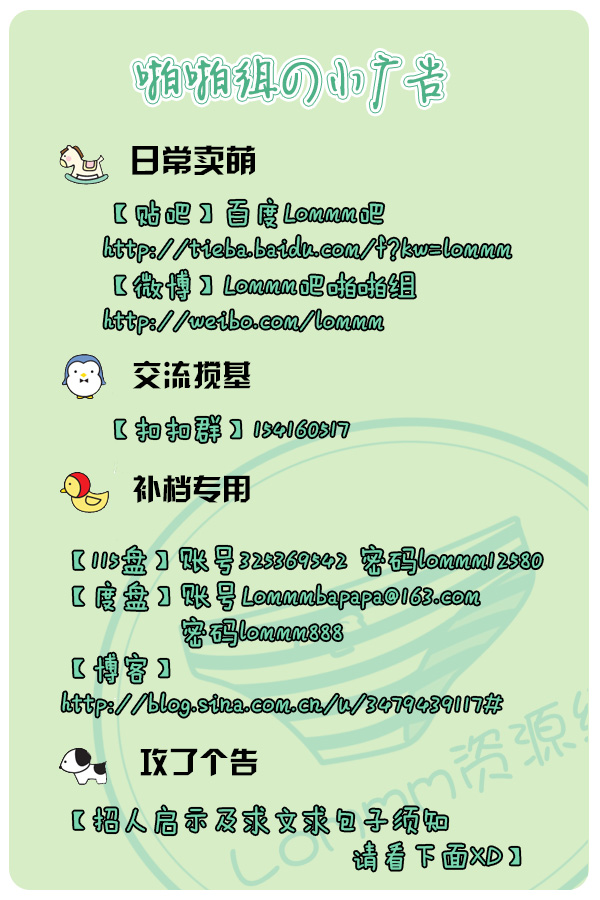 啪啪组の小广告
日常卖萌
【贴吧】百度Lommm吧
http://tieba.baidu.com/f?kw=lommm
【微博】Lommm吧啪啪组
http://weibo.com/lommm
交流搅基
【扣扣群】154160517
补档专用
【115盘】账号325369542 密码lommm12580
【度盘】账号Lommmbapapa@163.com
密码lommm888
【博客】
http://blog.sina.com.cn/u/3479439117#
攻了个告
【招人启示及求文求包子须知
请看下面XD】
Lommm资源